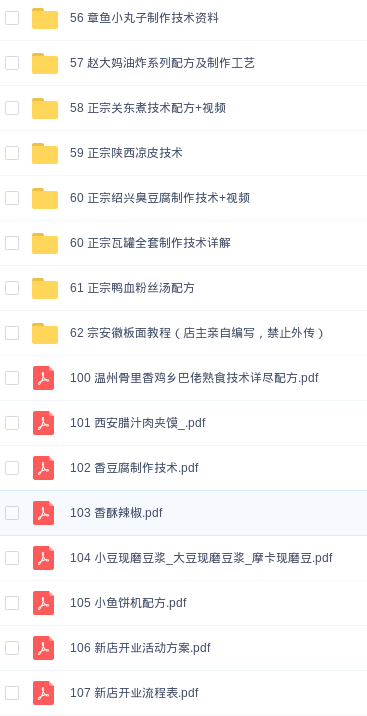 56 章鱼小丸子制作技术资料
57 赵大妈油炸系列配方及制作工艺
58 正宗关东煮技术配方+视频
59 正宗陕西凉皮技术
60 正宗绍兴臭豆腐制作技术+视频
60 正宗瓦罐全套制作技术详解
61 正宗鸭血粉丝汤配方
62 宗安徽板面教程（店主亲自编写，禁止外传）
100 温州骨里香鸡乡巴佬熟食技术详尽配方.pdf
101 西安腊汁肉夹馍_.pdf
102 香豆腐制作技术.pdf
103 香酥辣椒.pdf
104 小豆现磨豆浆_大豆现磨豆浆_摩卡现磨豆.pdf
105 小鱼饼机配方.pdf
106 新店开业活动方案.pdf
107 新店开业流程表.pdf